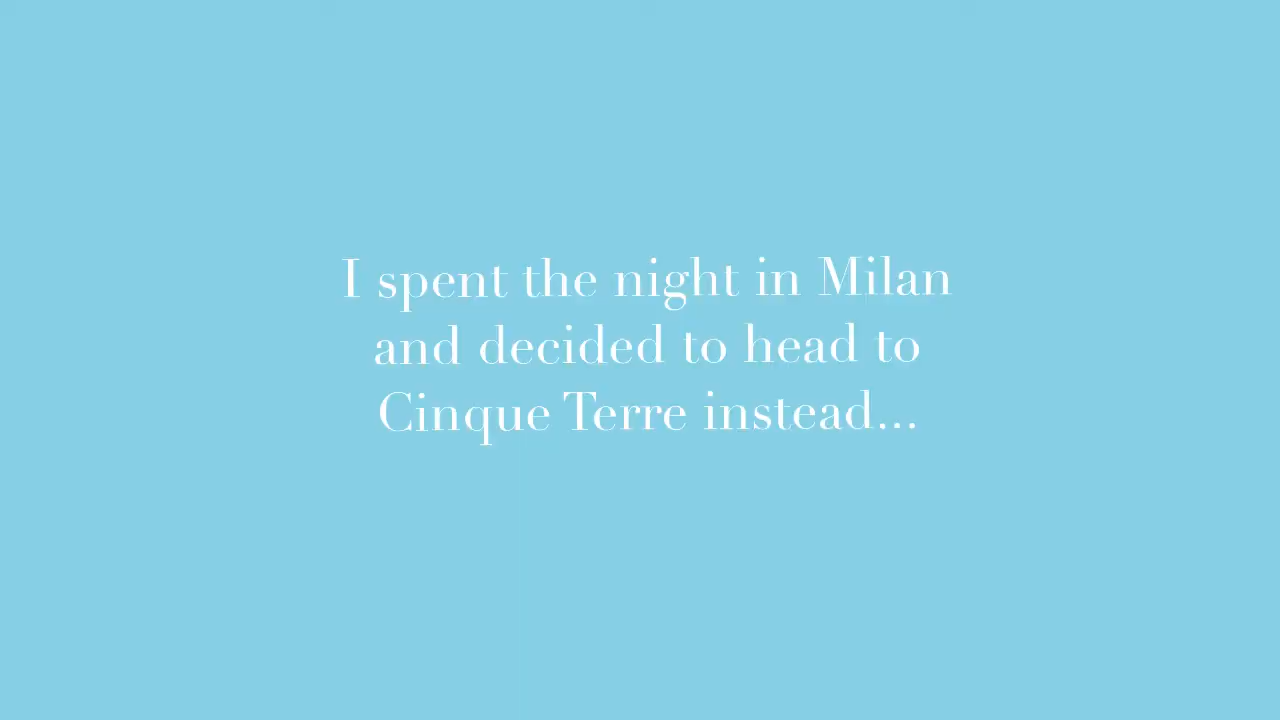 I spent the night in Milan
and decided to head to
Cinque Terre instead...